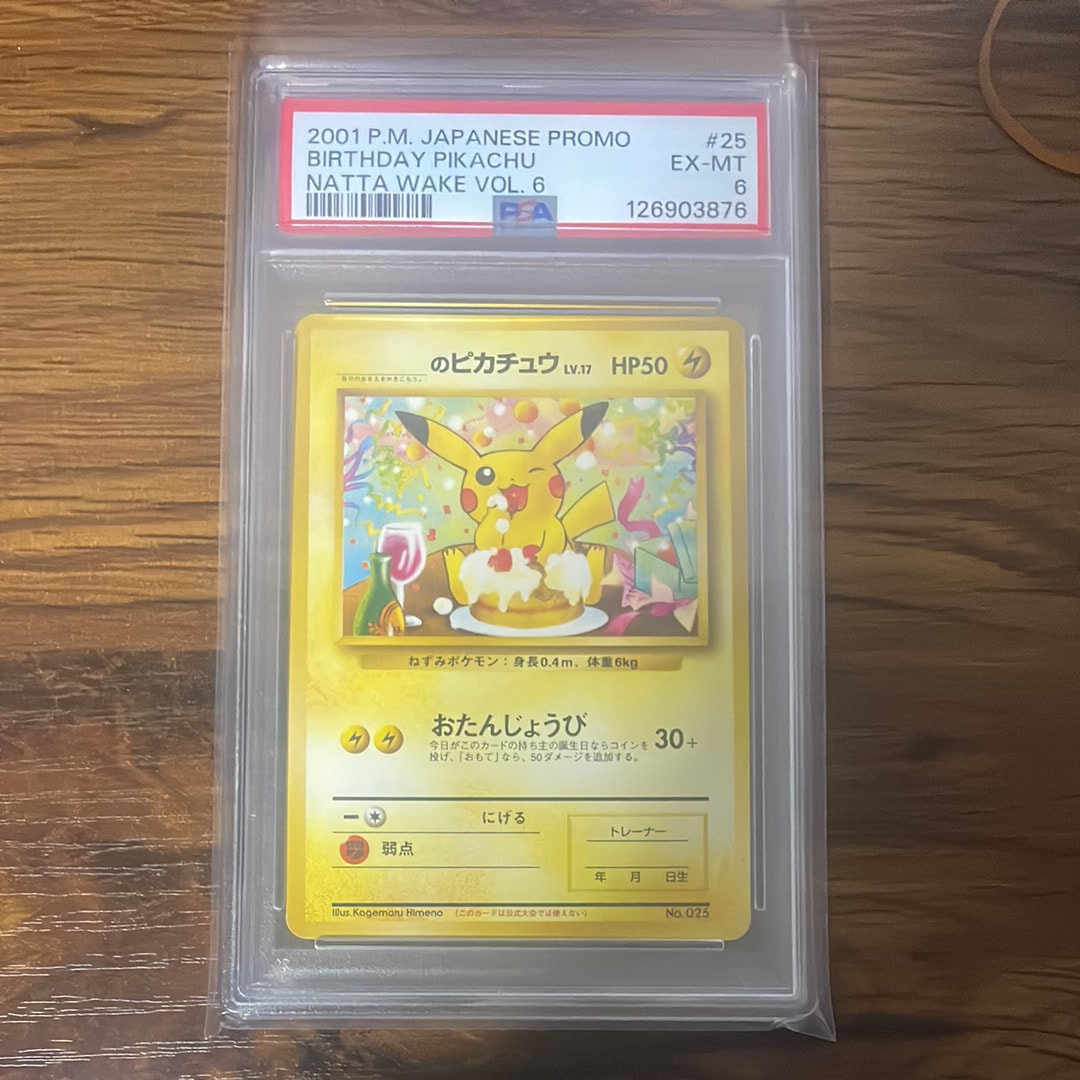 2001 P.M. JAPANESE PROMO #25
BIRTHDAY PIKACHU EX-MT
NATTA WAKE VOL. 6 6
PSA 126903876
のピカチュウ LV.17 HP50
ねずみポケモン：身長0.4m、体重6kg
おたんじょうび 30+
今日がこのカードの持ち主の誕生日ならコインを
投げ、「おもて」なら、50ダメージを追加する。
にげる
弱点
トレーナー
年 月 日生
Illus.Kagemaru Himeno （このカードは公式大会では使えない） No.025